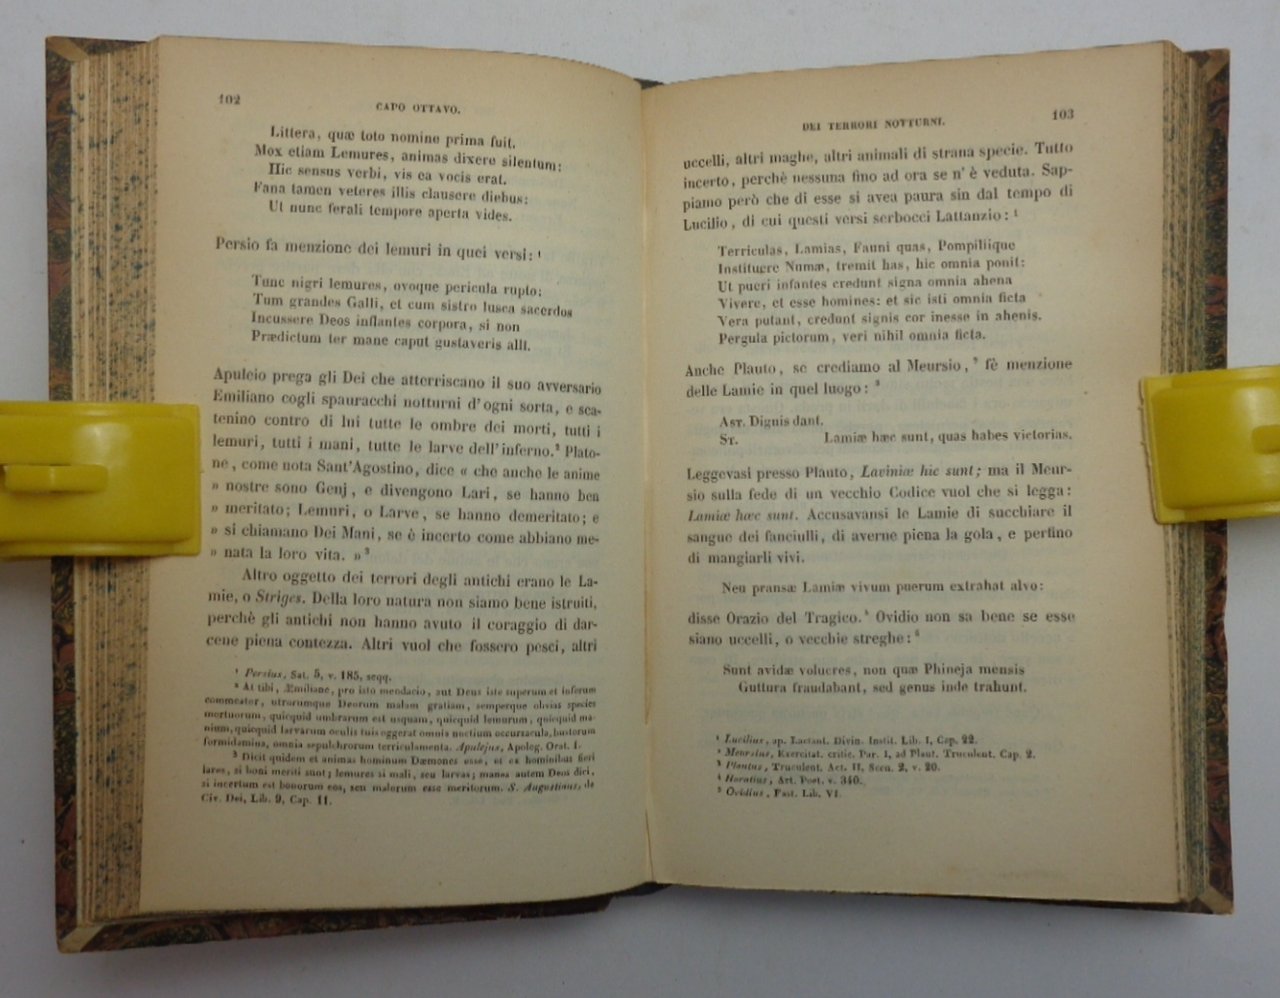 102
CAPO OTTAVO.
Littera, quæ toto nomine prima fuit.
Mox etiam Lemures, animas dixere silentum:
Hic sensus verbi, vis ea vocis erat.
Fana tamen veteres illis clausere diebus:
Ut nunc ferali tempore aperta vides.
Persio fa menzione dei lemuri in quei versi: ¹
Tunc nigri lemures, ovoque pericula rupto;
Tum grandes Galli, et cum sistro lusca sacerdos
Incussere Deos inflantes corpora, si non
Prædictum ter mane caput gustaveris alli.
Apuleio prega gli Dei che atterriscano il suo avversario
Emiliano cogli spauracchi notturni d'ogni sorta, e sca-
tenino contro di lui tutte le ombre dei morti, tutti i
lemuri, tutti i mani, tutte le larve dell'inferno.² Plato-
ne, come nota Sant'Agostino, dice « che anche le anime
» nostre sono Genj, e divengono Lari, se hanno ben
» meritato; Lemuri, o Larve, se hanno demeritato; e
» si chiamano Dei Mani, se è incerto come abbiano me-
» nata la loro vita. » ³
Altro oggetto dei terrori degli antichi erano le La-
mie, o Striges. Della loro natura non siamo bene istruiti,
perchè gli antichi non hanno avuto il coraggio di dar-
cene piena contezza. Altri vuol che fossero pesci, altri
¹ Persius, Sat. 5, v. 185, seqq.
² At tibi, Æmiliane, pro isto mendacio, aut Deus iste superum et inferum
commeator, utrorumque Deorum malam gratiam, semperque obvias species
mortuorum, quicquid umbrarum est usquam, quicquid lemurum, quicquid ma-
nium, quicquid larvarum oculis tuis oggerat omnia noctium occursacula, bustorum
formidamina, omnia sepulchrorum terriculamenta. Apulejus, Apolog. Orat. I.
³ Dicit quidem et animas hominum Dæmones esse, et ex hominibus fieri
lares, si boni meriti sunt; lemures si mali, seu larvas; manes autem Deos dici,
si incertum est bonorum eos, seu malorum esse meritorum. S. Augustinus, de
Civ. Dei, Lib. 9, Cap. 11.
DEI TERRORI NOTTURNI.
103
uccelli, altri maghe, altri animali di strana specie. Tutto
incerto, perchè nessuna fino ad ora se n' è veduta. Sap-
piamo però che di esse si avea paura sin dal tempo di
Lucilio, di cui questi versi serbocci Lattanzio: ¹
Terriculas, Lamias, Fauni quas, Pompiliique
Instituere Numæ, tremit has, hic omnia ponit:
Ut pueri infantes credunt signa omnia ahena
Vivere, et esse homines: et sic isti omnia ficta
Vera putant, credunt signis cor inesse in ahenis.
Pergula pictorum, veri nihil omnia ficta.
Anche Plauto, se crediamo al Meursio, ² fè menzione
delle Lamie in quel luogo: ³
Ast. Dignis dant.
St. Lamiæ hæc sunt, quas habes victorias.
Leggevasi presso Plauto, Laviniæ hic sunt; ma il Meur-
sio sulla fede di un vecchio Codice vuol che si legga:
Lamiæ hæc sunt. Accusavansi le Lamie di succhiare il
sangue dei fanciulli, di averne piena la gola, e perfino
di mangiarli vivi.
Neu pransæ Lamiæ vivum puerum extrahat alvo:
disse Orazio del Tragico. ⁴ Ovidio non sa bene se esse
siano uccelli, o vecchie streghe: ⁵
Sunt avidæ volucres, non quæ Phineja mensis
Guttura fraudabant, sed genus inde trahunt.
¹ Lucilius, ap. Lactant. Divin. Instit. Lib. I, Cap. 22.
² Meursius, Exercitat. critic. Par. 1, ad Plaut. Truculent. Cap. 2.
³ Plautus, Truculent. Act. II, Scen. 2, v. 20.
⁴ Horatius, Art. Poet. v. 340.
⁵ Ovidius, Fast. Lib. VI.